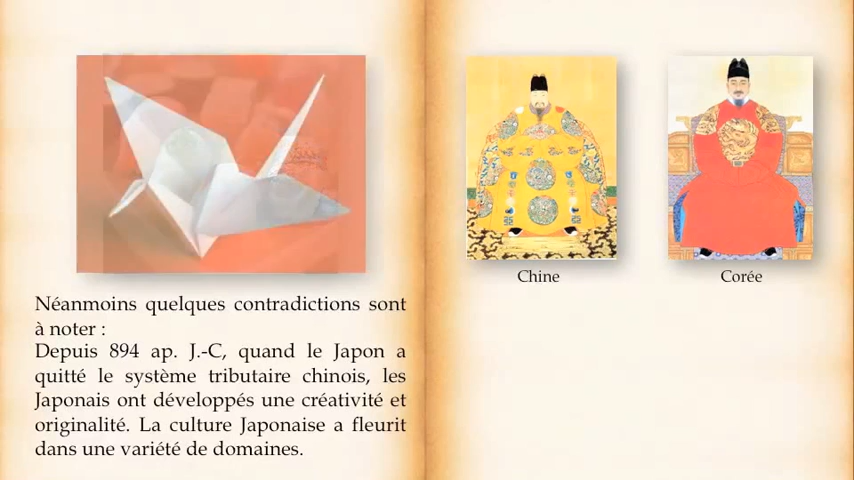 Néanmoins quelques contradictions sont
à noter :
Depuis 894 ap. J.-C, quand le Japon a
quitté le système tributaire chinois, les
Japonais ont développés une créativité et
originalité. La culture Japonaise a fleurit
dans une variété de domaines.
Chine
Corée